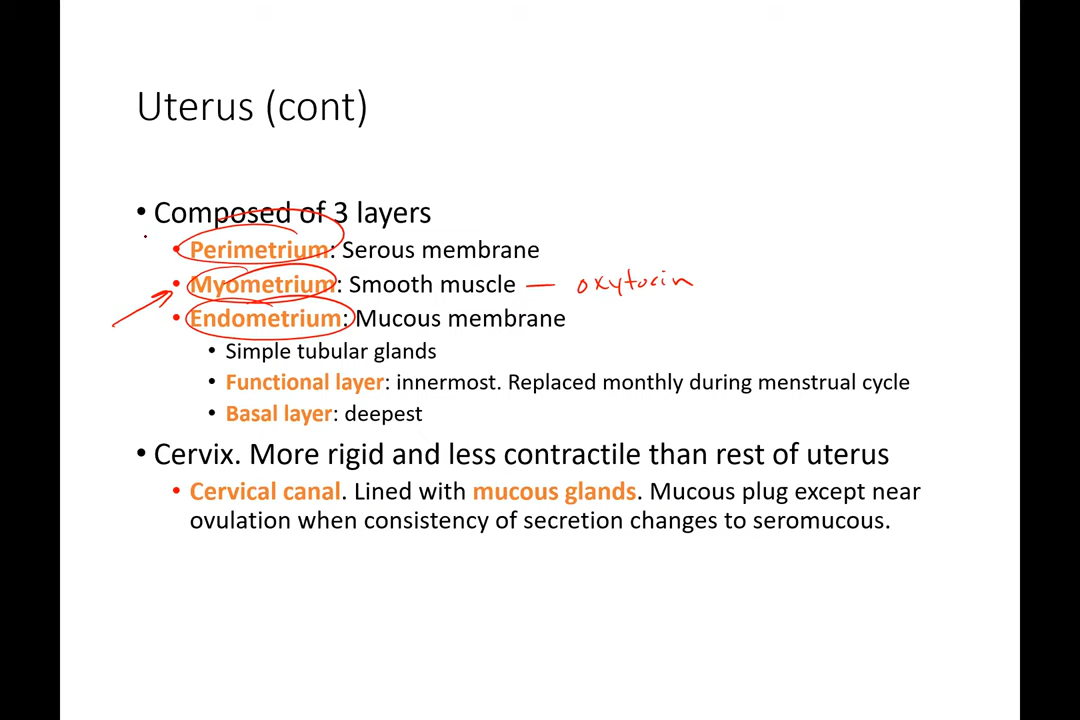 Uterus (cont)
• Composed of 3 layers
• Perimetrium: Serous membrane
• Myometrium: Smooth muscle — oxytocin
• Endometrium: Mucous membrane
• Simple tubular glands
• Functional layer: innermost. Replaced monthly during menstrual cycle
• Basal layer: deepest
• Cervix. More rigid and less contractile than rest of uterus
• Cervical canal. Lined with mucous glands. Mucous plug except near
ovulation when consistency of secretion changes to seromucous.